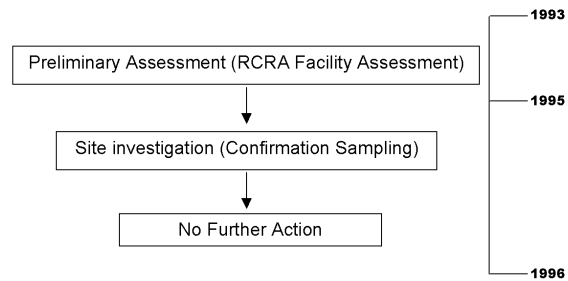 1993
Preliminary Assessment (RCRA Facility Assessment)
1995
Site investigation (Confirmation Sampling)
No Further Action
1996